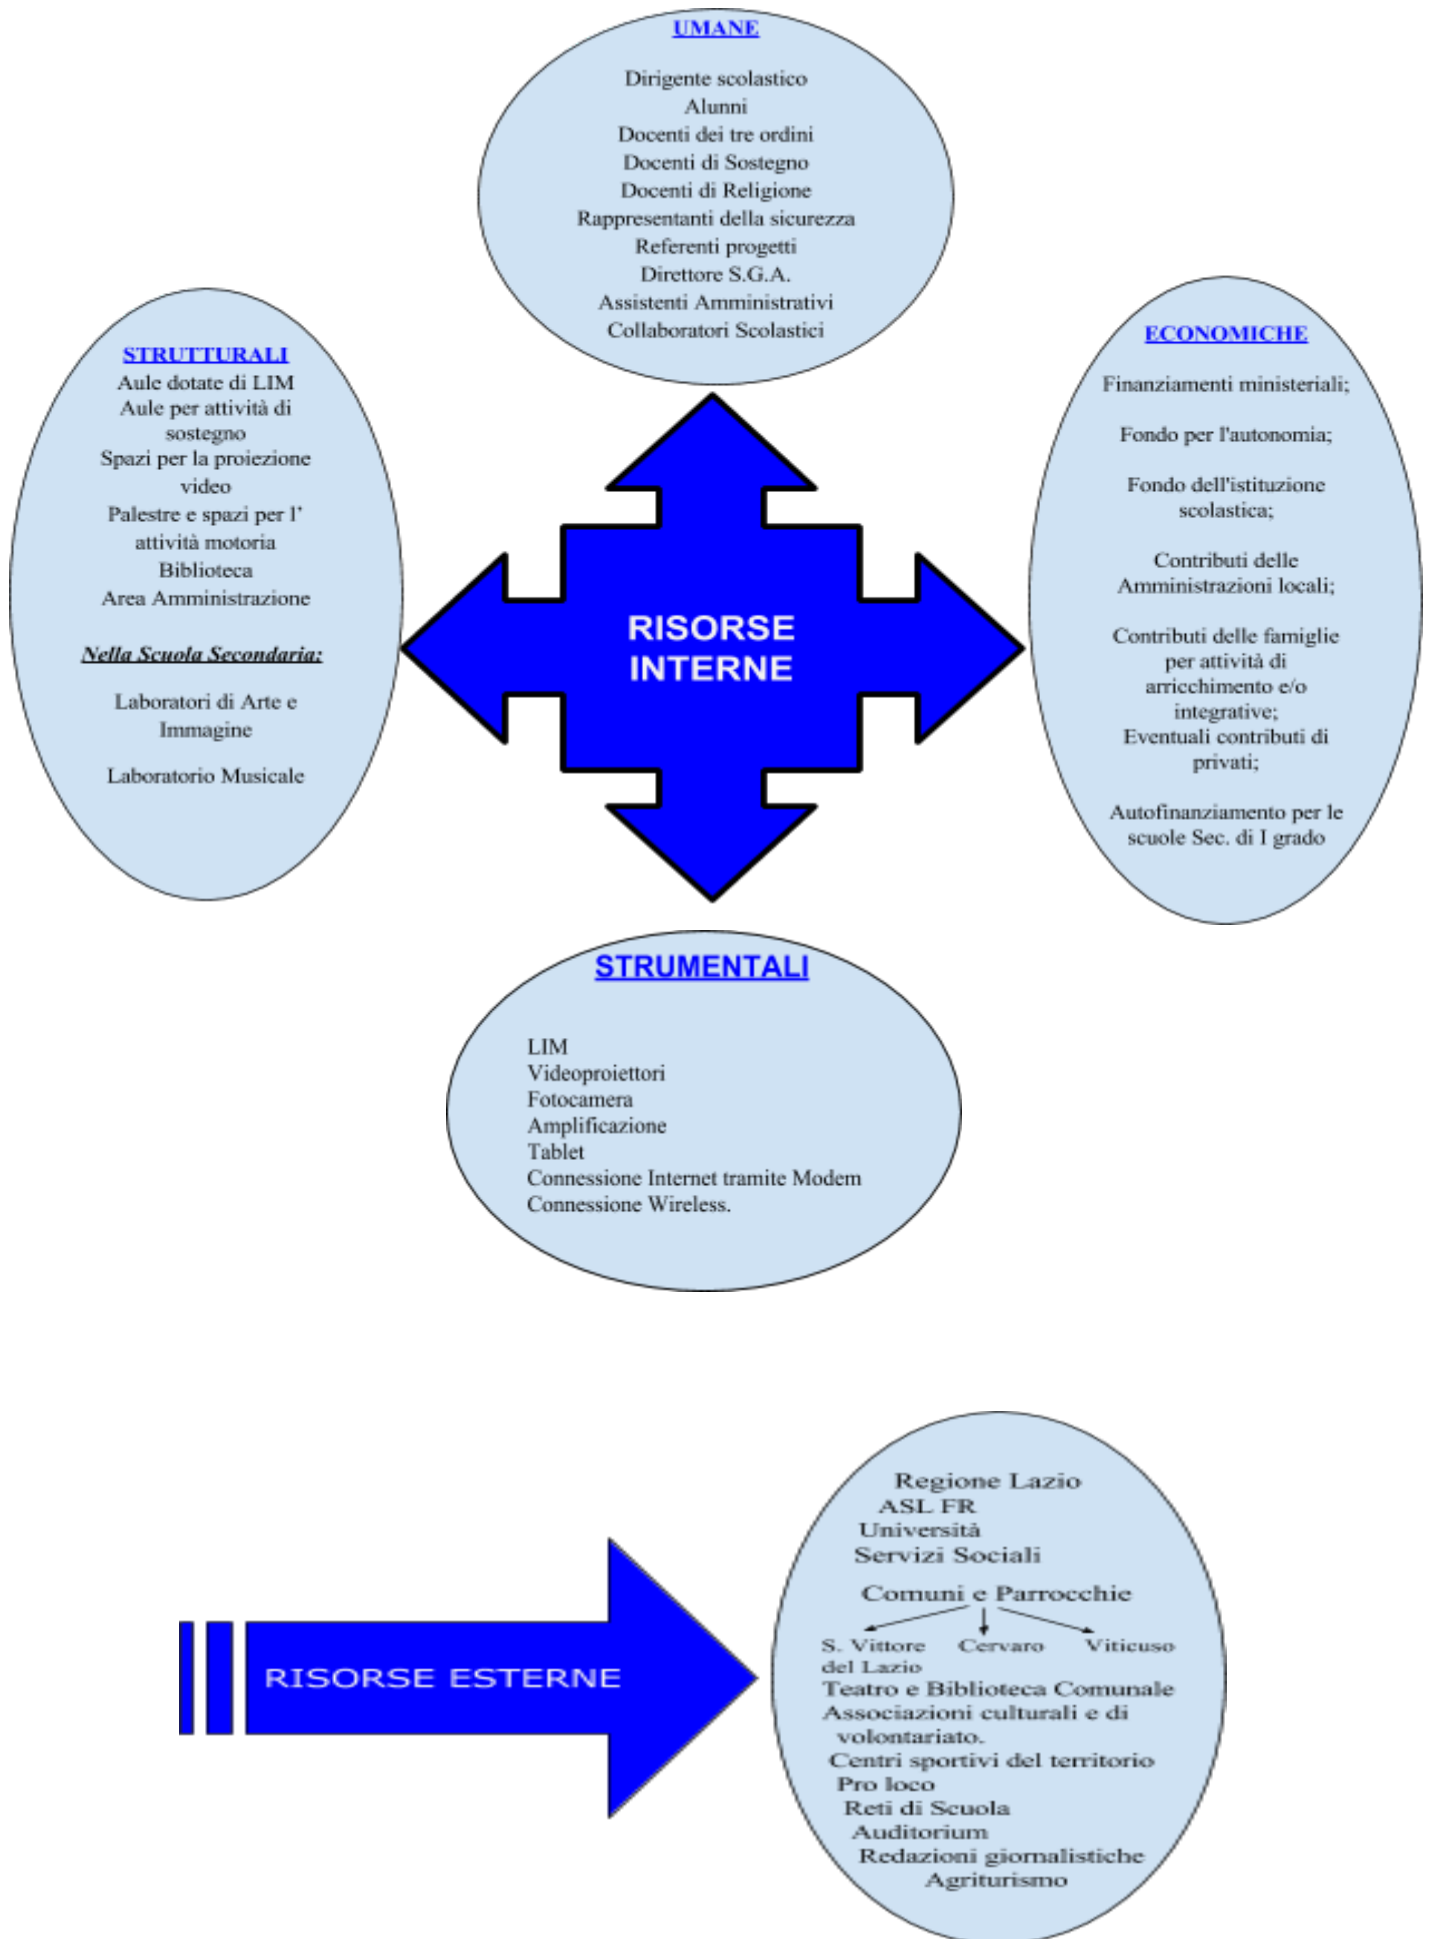 UMANE
Dirigente scolastico
Alunni
Docenti dei tre ordini
Docenti di Sostegno
Docenti di Religione
Rappresentanti della sicurezza
Referenti progetti
Direttore S.G.A.
Assistenti Amministrativi
Collaboratori Scolastici
STRUTTURALI
Aule dotate di LIM
Aule per attività di
sostegno
Spazi per la proiezione
video
Palestre e spazi per l'
attività motoria
Biblioteca
Area Amministrazione
Nella Scuola Secondaria:
Laboratori di Arte e
Immagine
Laboratorio Musicale
RISORSE
INTERNE
ECONOMICHE
Finanziamenti ministeriali;
Fondo per l'autonomia;
Fondo dell'istituzione
scolastica;
Contributi delle
Amministrazioni locali;
Contributi delle famiglie
per attività di
arricchimento e/o
integrative;
Eventuali contributi di
privati;
Autofinanziamento per le
scuole Sec. di I grado
STRUMENTALI
LIM
Videoproiettori
Fotocamera
Amplificazione
Tablet
Connessione Internet tramite Modem
Connessione Wireless.
RISORSE ESTERNE
Regione Lazio
ASL FR
Università
Servizi Sociali
Comuni e Parrocchie
S. Vittore Cervaro Viticuso
del Lazio
Teatro e Biblioteca Comunale
Associazioni culturali e di
volontariato.
Centri sportivi del territorio
Pro loco
Reti di Scuola
Auditorium
Redazioni giornalistiche
Agriturismo